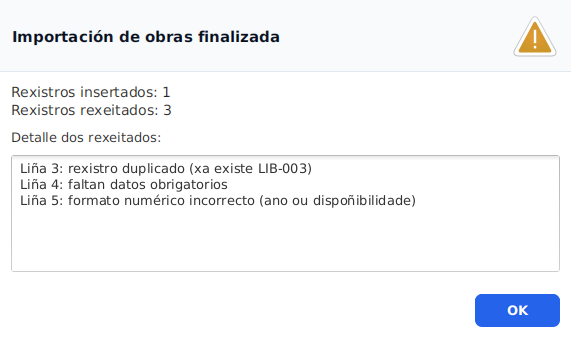 Importación de obras finalizada
Rexistros insertados: 1
Rexistros rexeitados: 3
Detalle dos rexeitados:
Liña 3: rexistro duplicado (xa existe LIB-003)
Liña 4: faltan datos obrigatorios
Liña 5: formato numérico incorrecto (ano ou dispoñibilidade)
OK